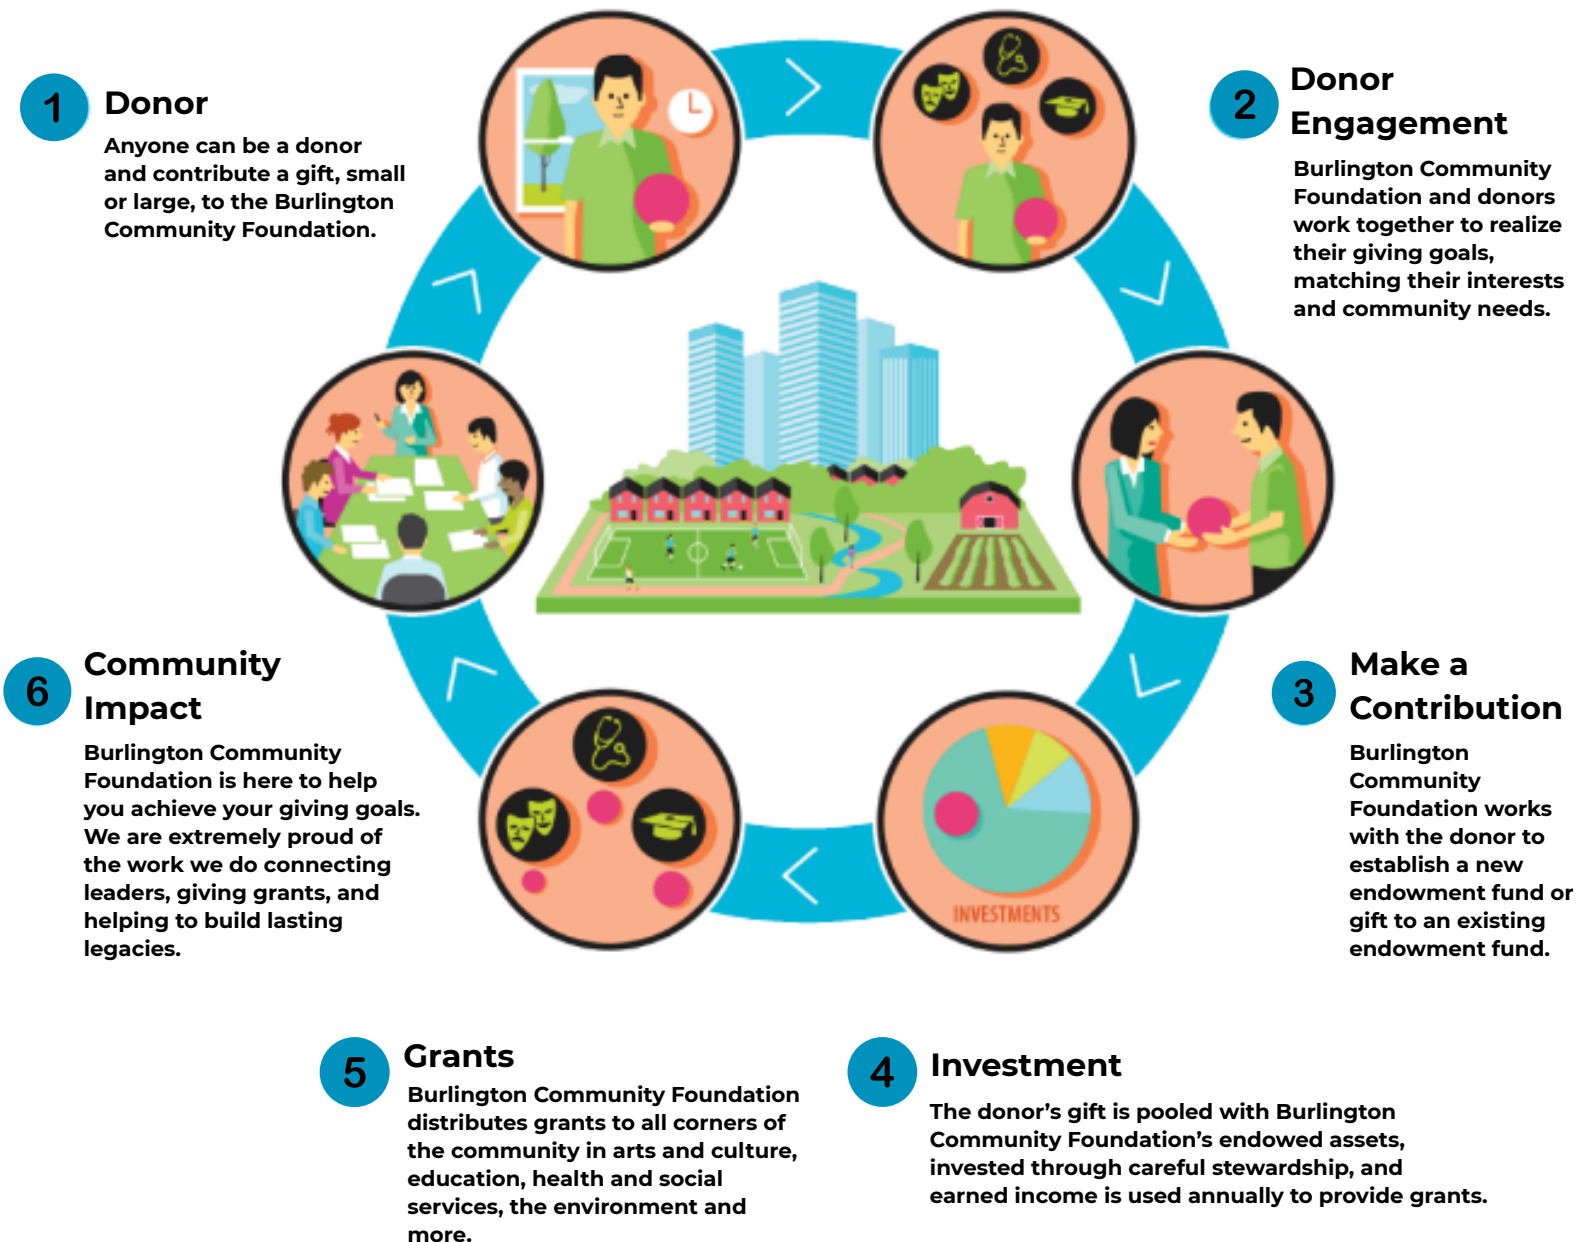 1
Donor
Anyone can be a donor
and contribute a gift, small
or large, to the Burlington
Community Foundation.
2
Donor
Engagement
Burlington Community
Foundation and donors
work together to realize
their giving goals,
matching their interests
and community needs.
3
Make a
Contribution
Burlington
Community
Foundation works
with the donor to
establish a new
endowment fund or
gift to an existing
endowment fund.
INVESTMENTS
4
Investment
The donor’s gift is pooled with Burlington
Community Foundation’s endowed assets,
invested through careful stewardship, and
earned income is used annually to provide grants.
5
Grants
Burlington Community Foundation
distributes grants to all corners of
the community in arts and culture,
education, health and social
services, the environment and
more.
6
Community
Impact
Burlington Community
Foundation is here to help
you achieve your giving goals.
We are extremely proud of
the work we do connecting
leaders, giving grants, and
helping to build lasting
legacies.